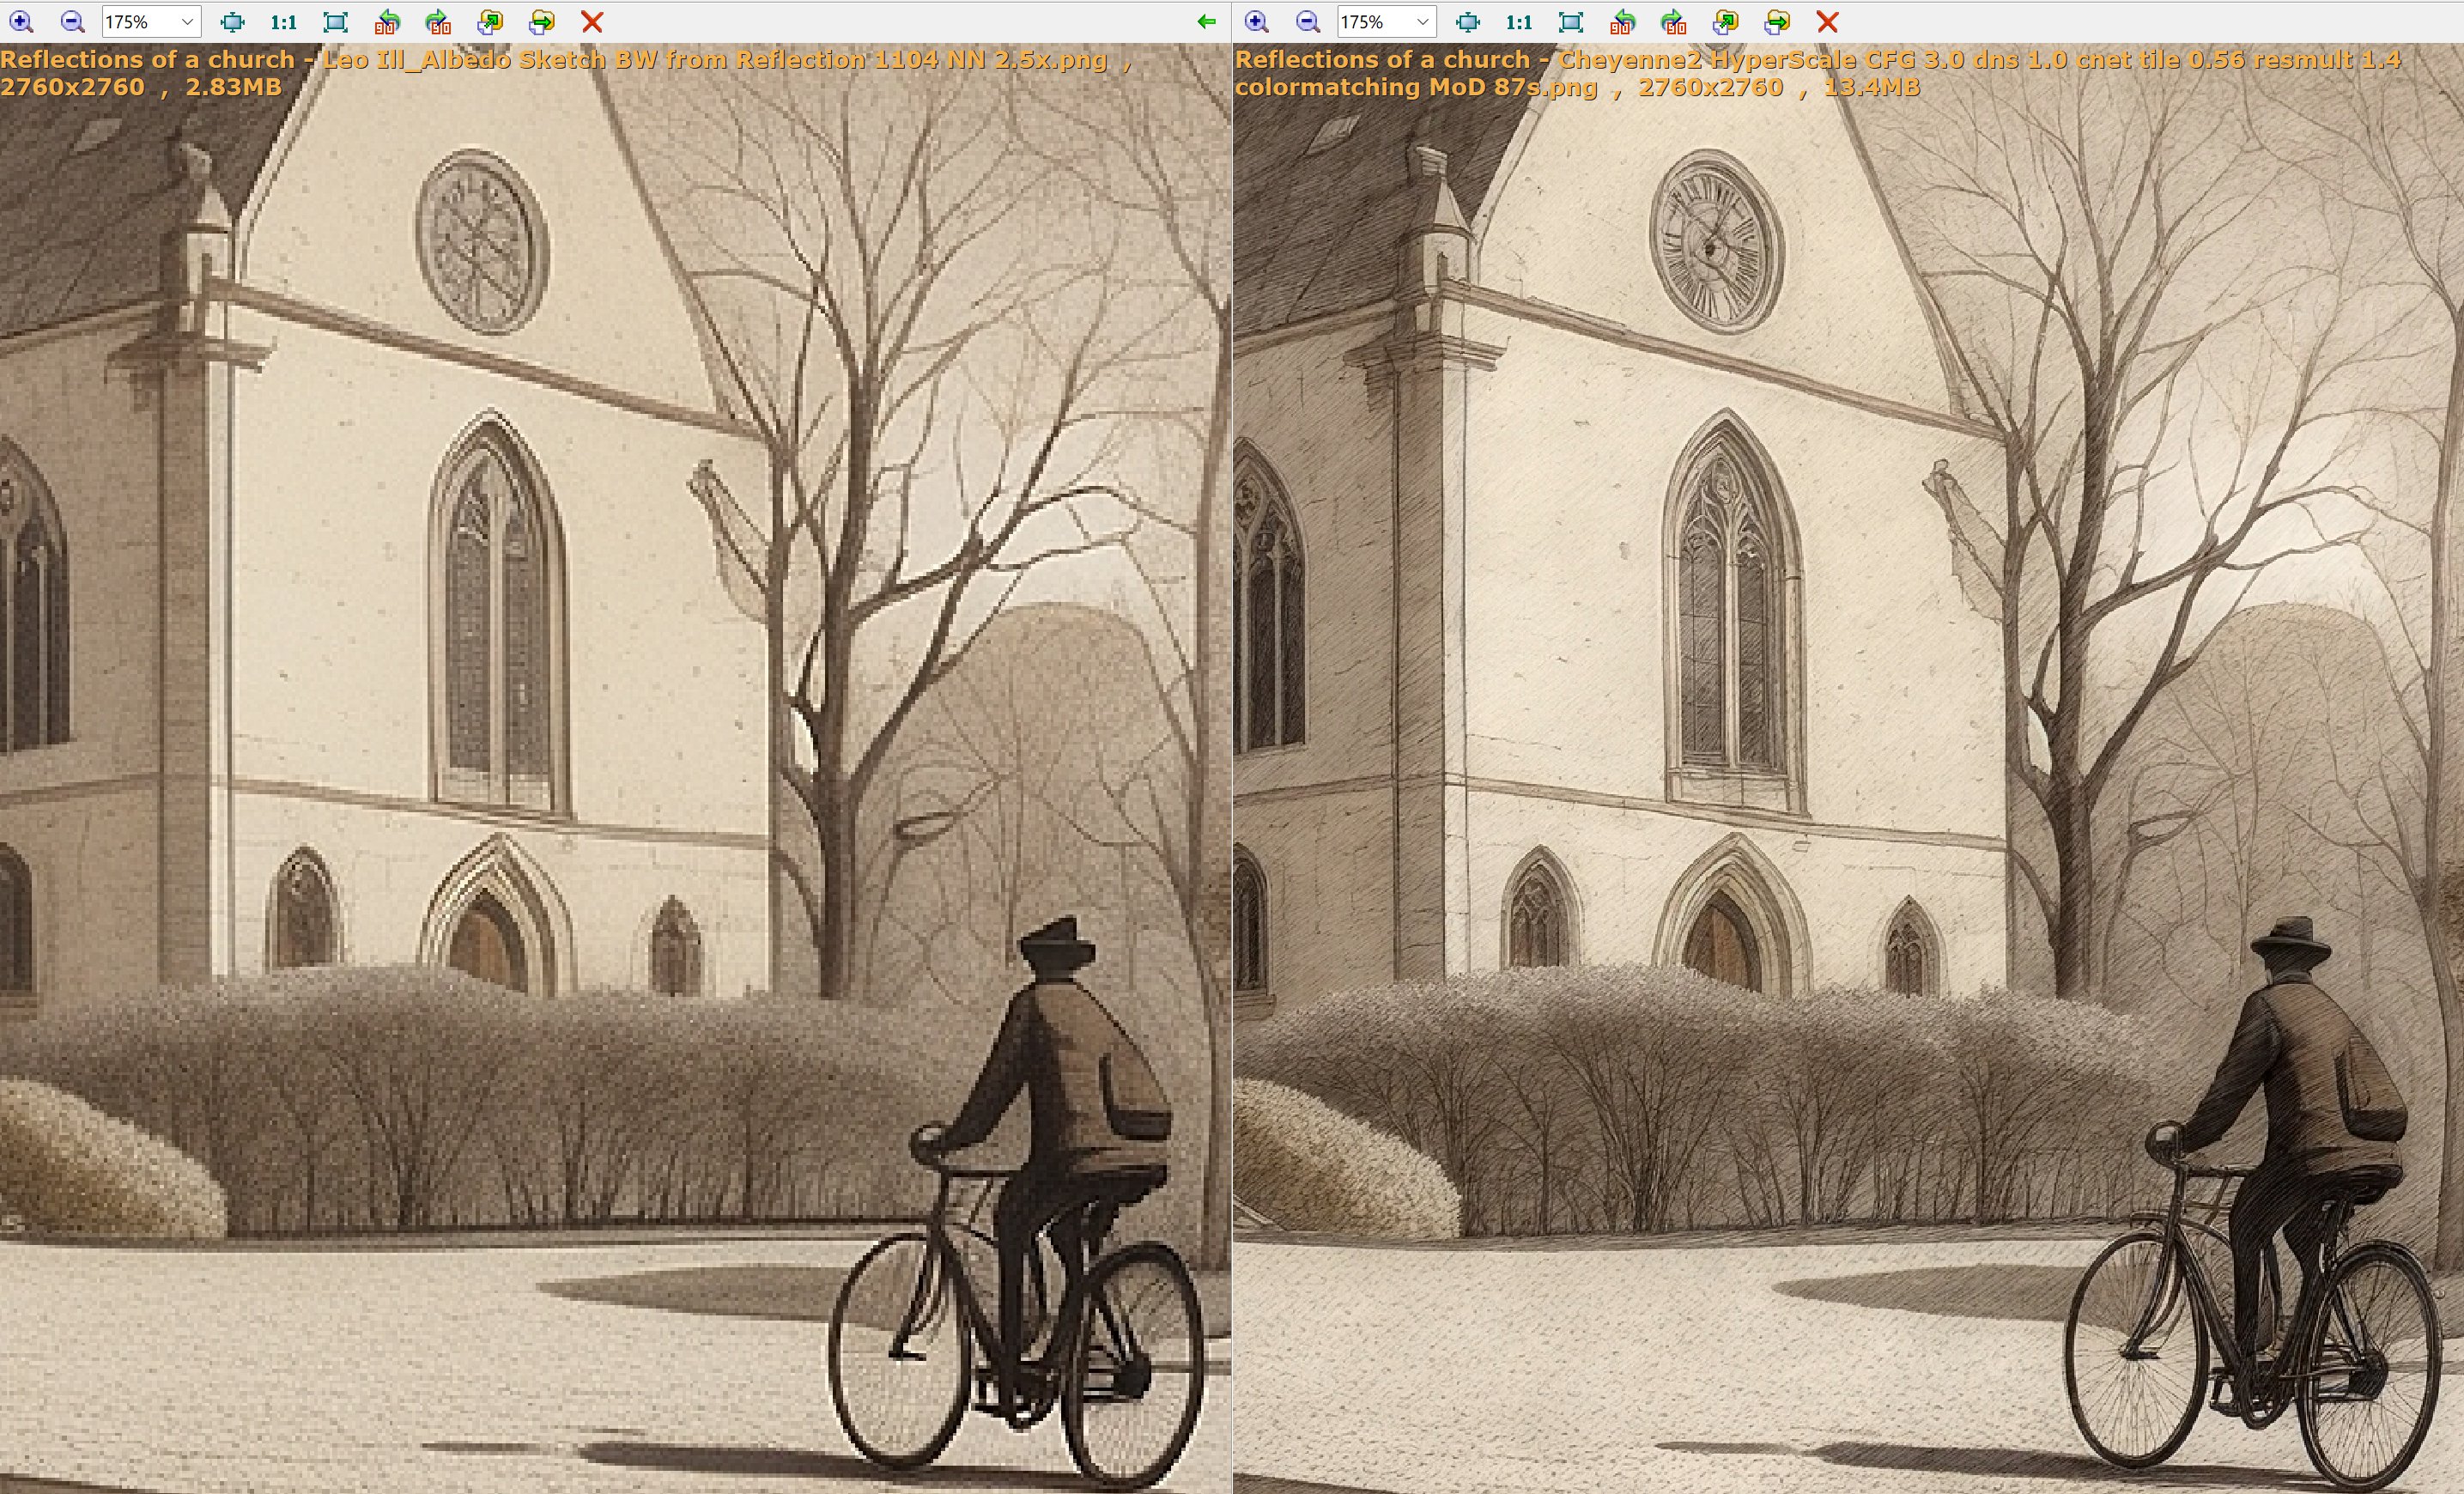 175%
1:1
175%
1:1
Reflections of a church - Leo Ill_Albedo Sketch BW from Reflection 1104 NN 2.5x.png ,
2760x2760 , 2.83MB
Reflections of a church - Cheyenne2 HyperScale CFG 3.0 dns 1.0 cnet tile 0.56 resmult 1.4
colormatching MoD 87s.png , 2760x2760 , 13.4MB